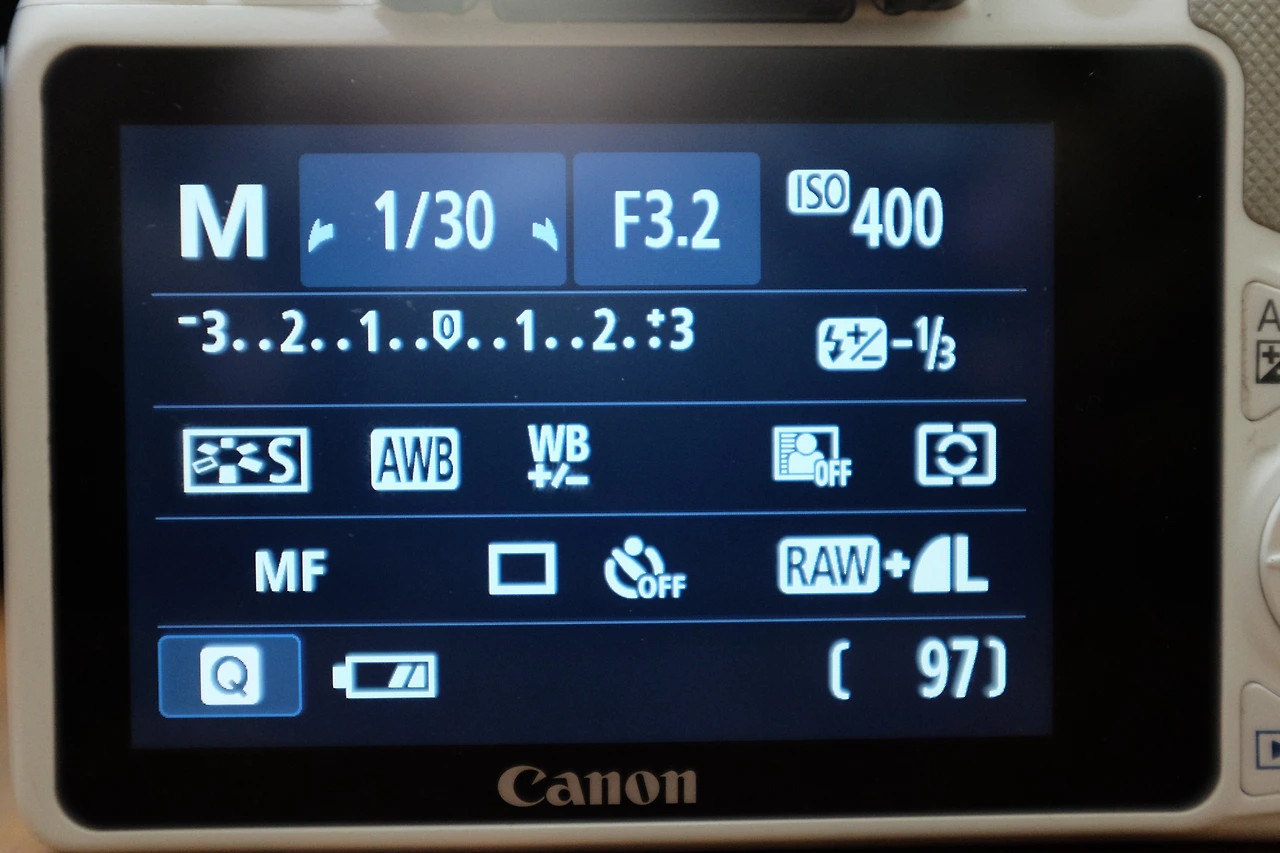 M 1/30 F3.2 ISO 400
-3..2..1..0..1..2.:+3 +/- -1/3
S AWB WB +/- OFF
MF OFF RAW+L
Q ( 97)
Canon
A